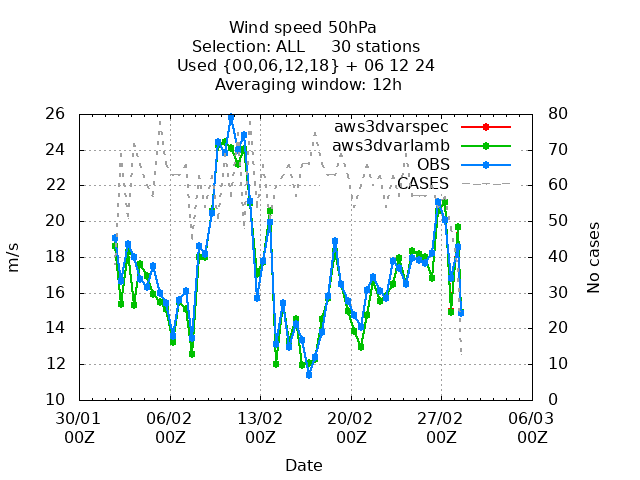 Wind speed 50hPa
Selection: ALL 30 stations
Used {00,06,12,18} + 06 12 24
Averaging window: 12h
26 80
aws3dvarspec
24 70
aws3dvarlamb
OBS
22 60
CASES
20 50
m/s
18 40
No cases
16 30
14 20
12 10
10 0
30/01 06/02 13/02 20/02 27/02 06/03
00Z 00Z 00Z 00Z 00Z 00Z
Date